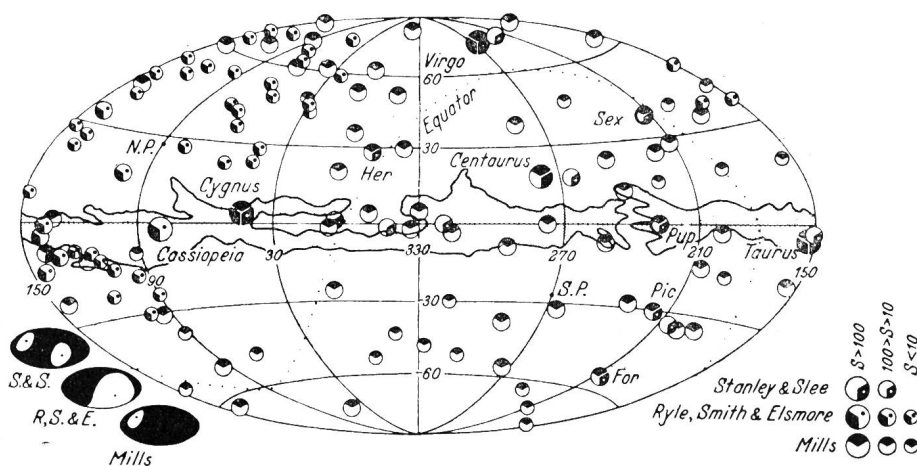 Virgo
60
Equator
Sex
N.P.
30
Her
Centaurus
Cygnus
Cassiopeia
30
330
270
Pup
210
Taurus
150
150
90
S.P.
Pic
-30
-60
For
S.&S.
R,S.&E.
Mills
S>100
100>S>10
S<10
Stanley & Slee
Ryle, Smith & Elsmore
Mills